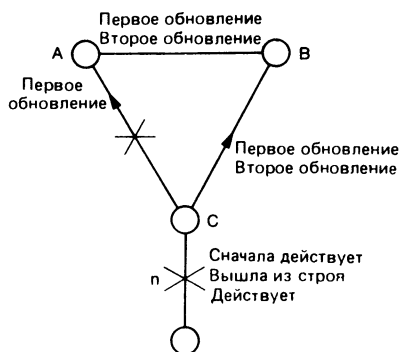 Первое обновление
Второе обновление
A
B
Первое
обновление
Первое обновление
Второе обновление
C
Сначала действует
n
Вышла из строя
Действует